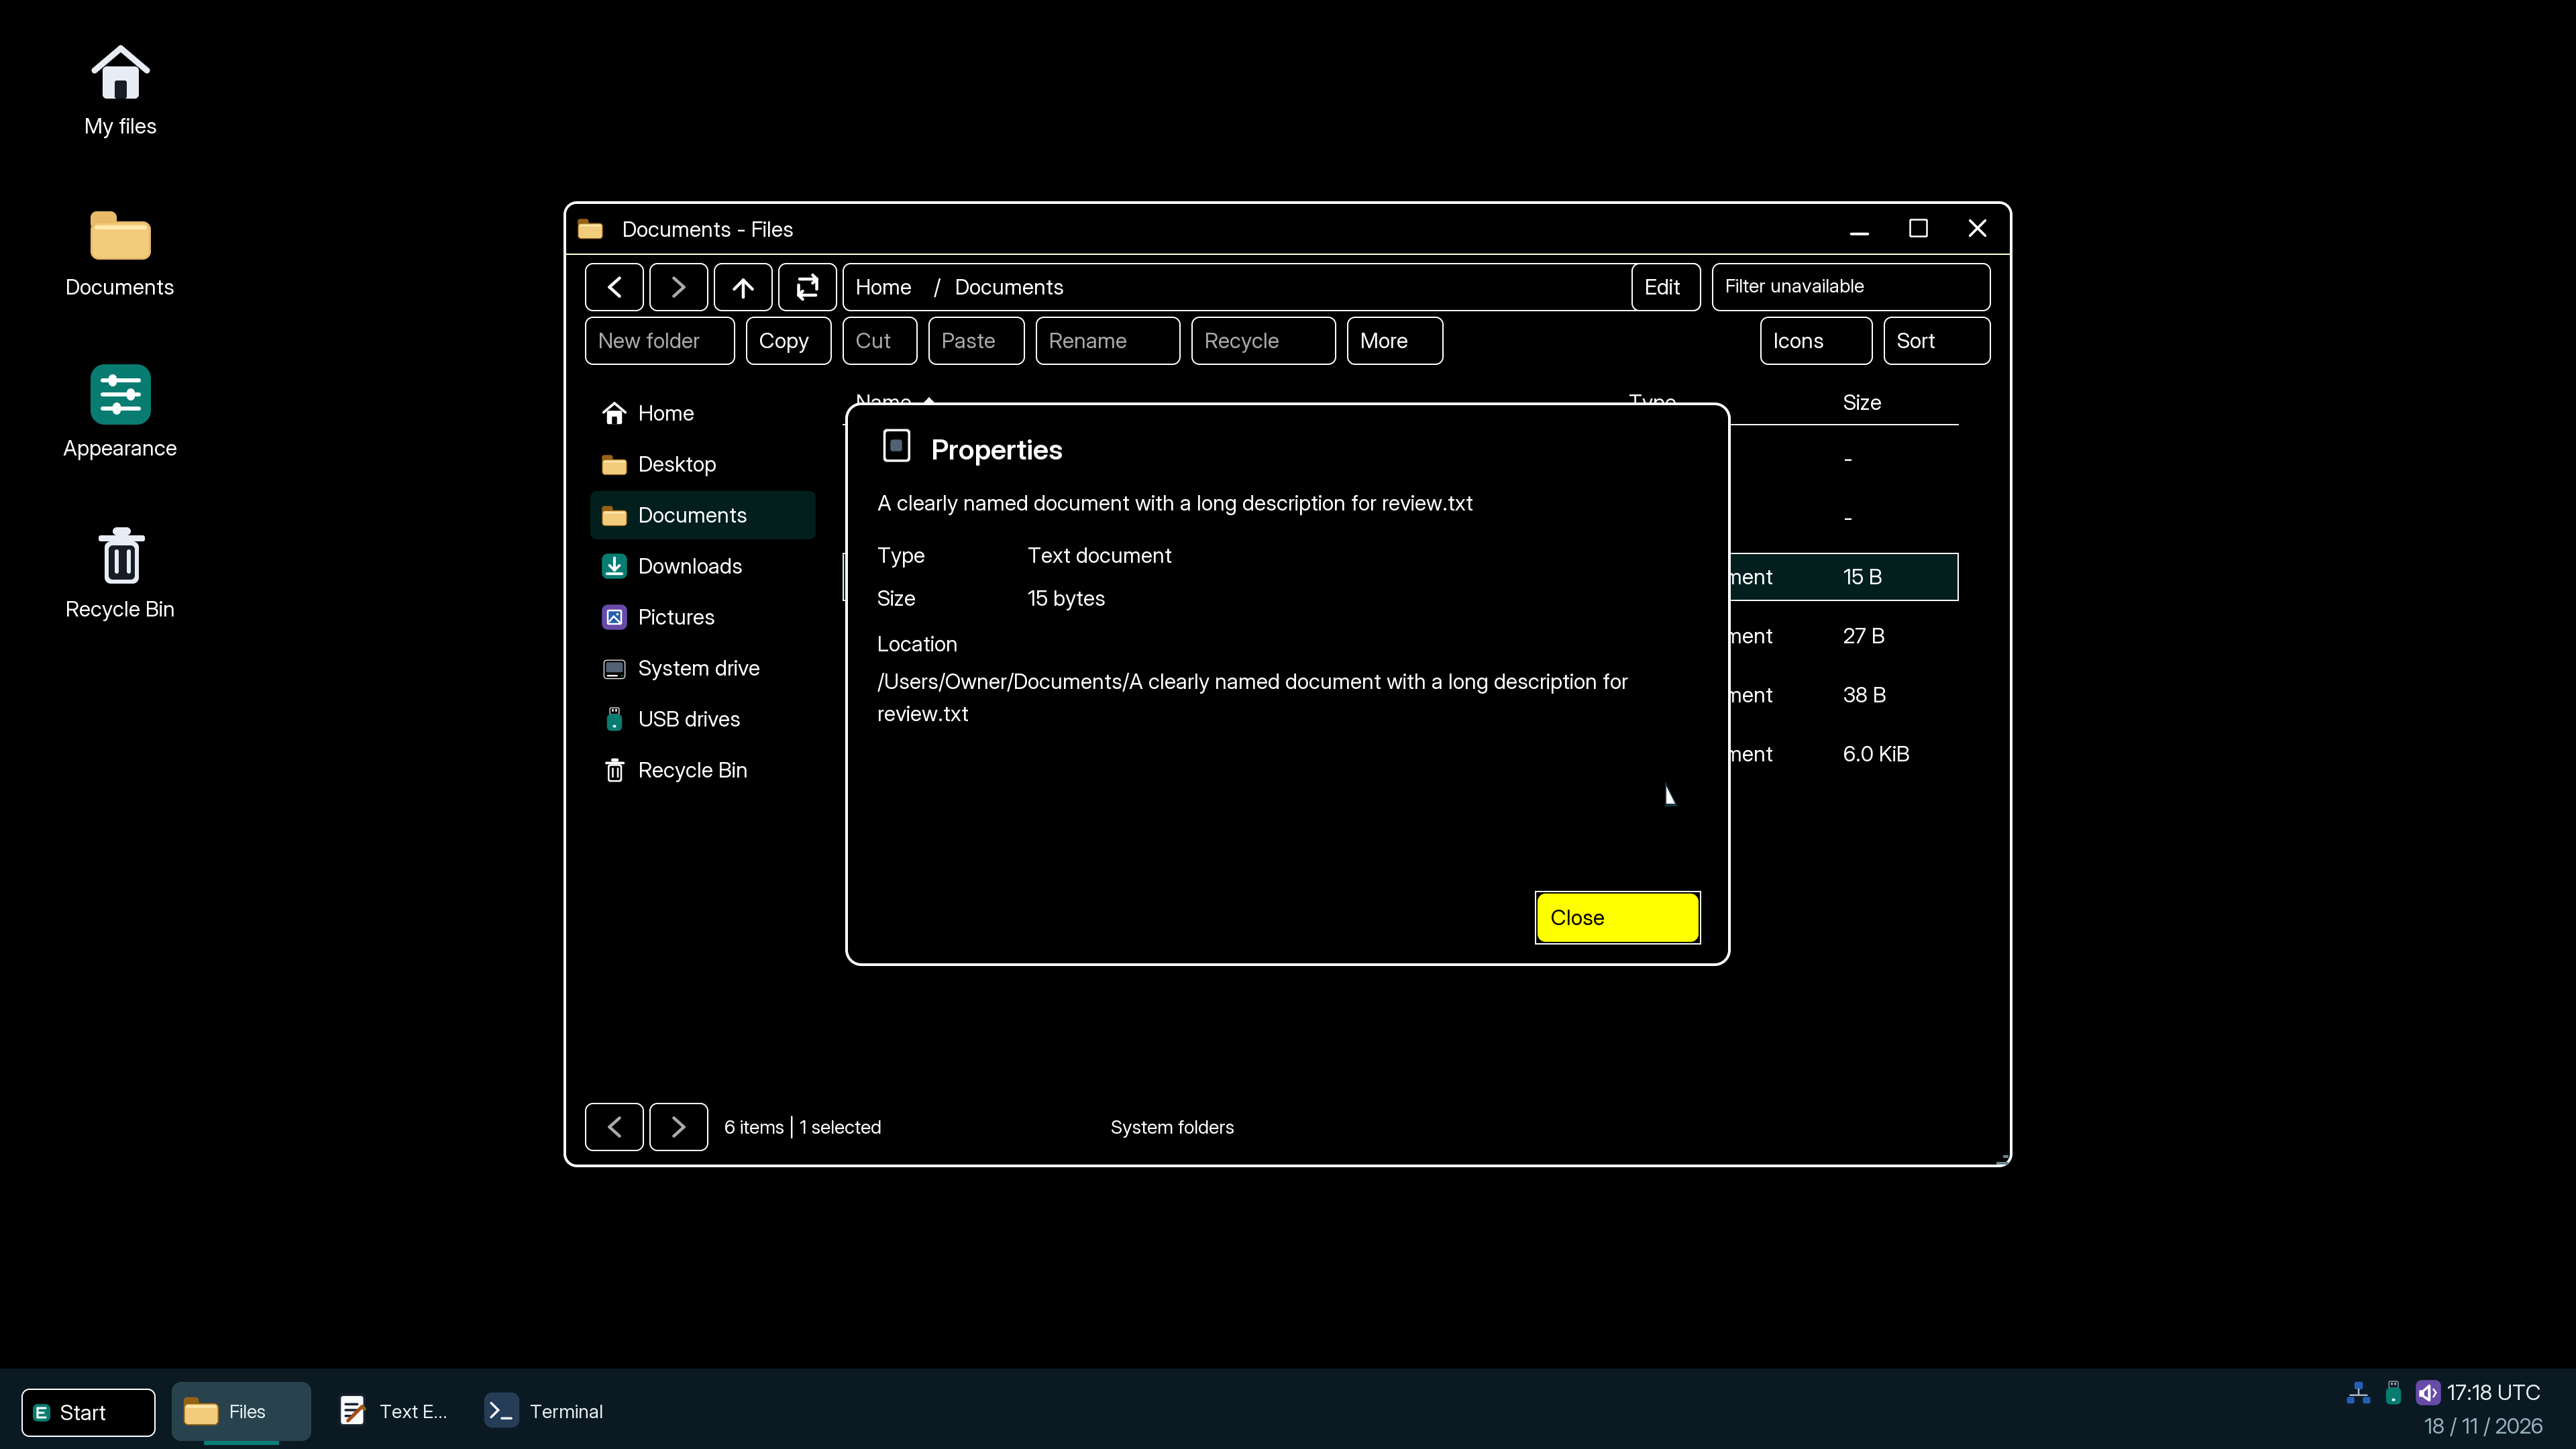 My files
Documents
Appearance
Recycle Bin
Documents - Files
Home / Documents
Edit
Filter unavailable
New folder
Copy
Cut
Paste
Rename
Recycle
More
Icons
Sort
Home
Desktop
Documents
Downloads
Pictures
System drive
USB drives
Recycle Bin
Name
Type
Size
-
-
ment 15 B
ment 27 B
ment 38 B
ment 6.0 KiB
Properties
A clearly named document with a long description for review.txt
Type Text document
Size 15 bytes
Location
/Users/Owner/Documents/A clearly named document with a long description for
review.txt
Close
6 items | 1 selected
System folders
Start
Files
Text E...
Terminal
17:18 UTC
18 / 11 / 2026